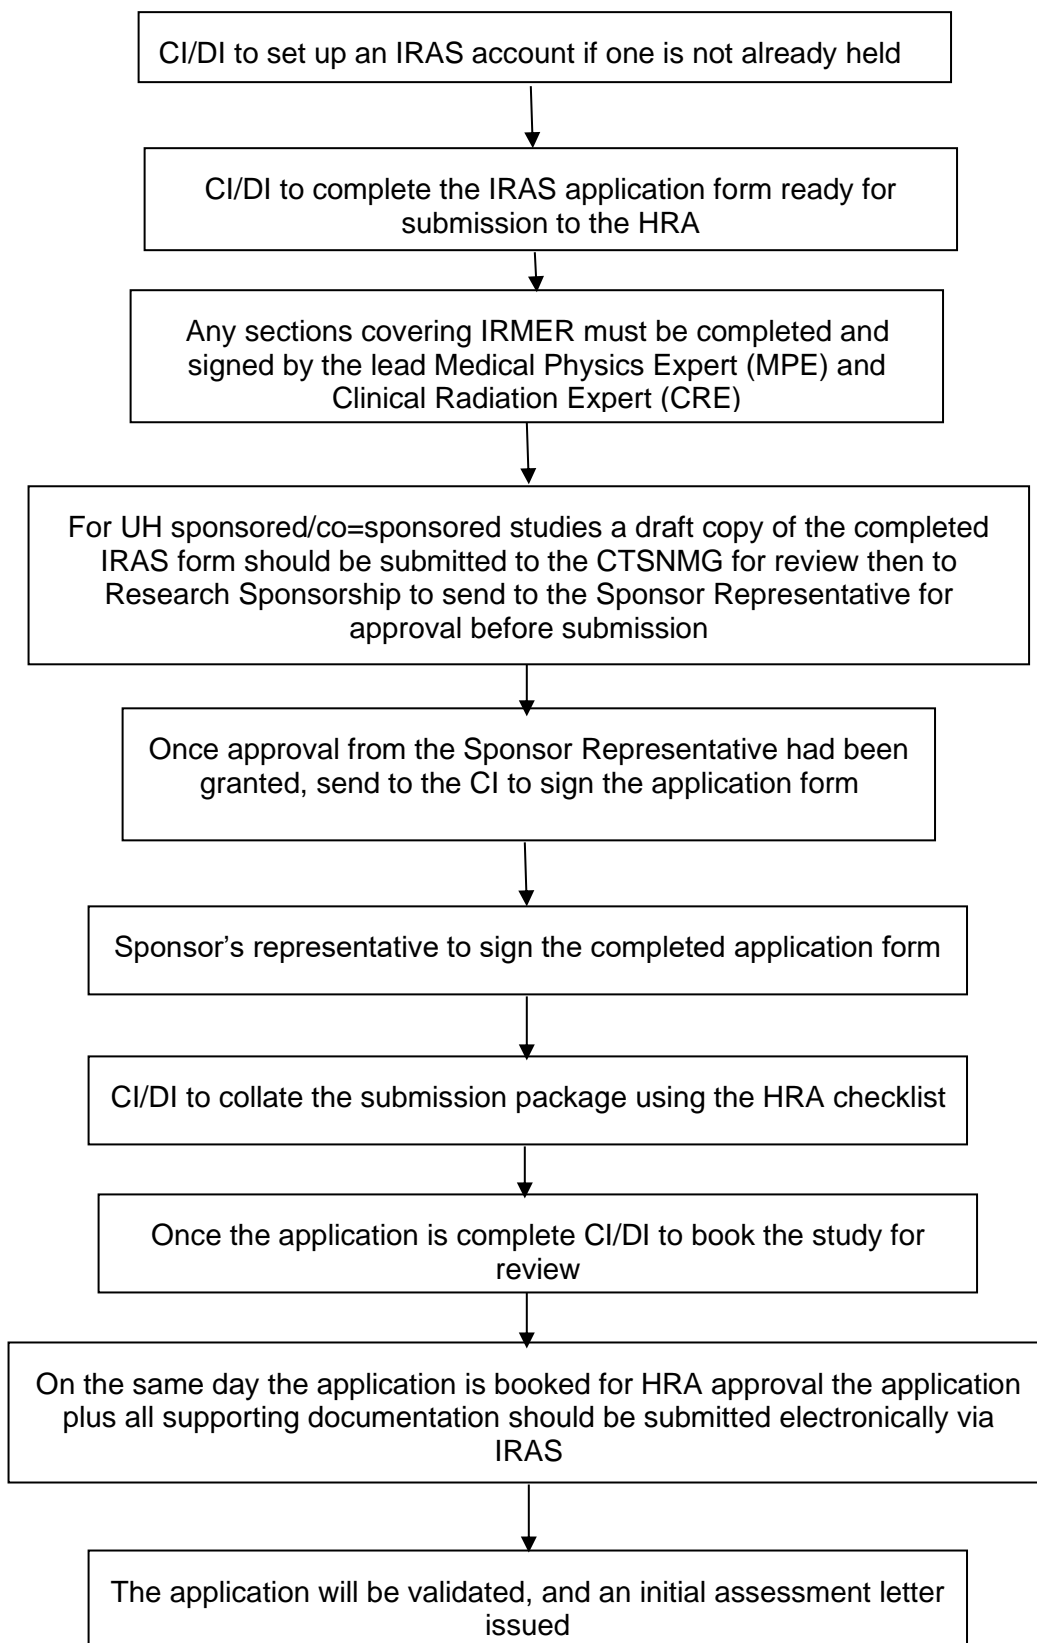 CI/DI to set up an IRAS account if one is not already held
CI/DI to complete the IRAS application form ready for
submission to the HRA
Any sections covering IRMER must be completed and
signed by the lead Medical Physics Expert (MPE) and
Clinical Radiation Expert (CRE)
For UH sponsored/co=sponsored studies a draft copy of the completed
IRAS form should be submitted to the CTSNMG for review then to
Research Sponsorship to send to the Sponsor Representative for
approval before submission
Once approval from the Sponsor Representative had been
granted, send to the CI to sign the application form
Sponsor's representative to sign the completed application form
CI/DI to collate the submission package using the HRA checklist
Once the application is complete CI/DI to book the study for
review
On the same day the application is booked for HRA approval the application
plus all supporting documentation should be submitted electronically via
IRAS
The application will be validated, and an initial assessment letter
issued